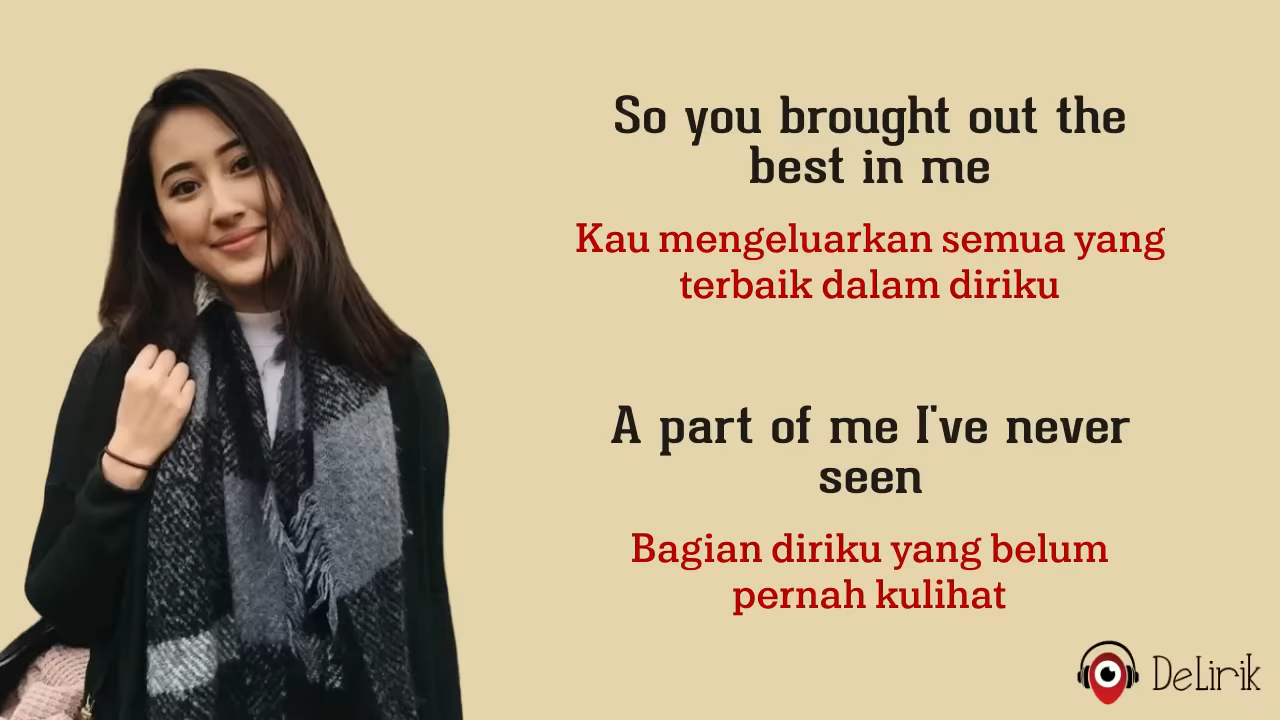 So you brought out the
best in me
Kau mengeluarkan semua yang
terbaik dalam diriku
A part of me I've never
seen
Bagian diriku yang belum
pernah kulihat
DeLirik